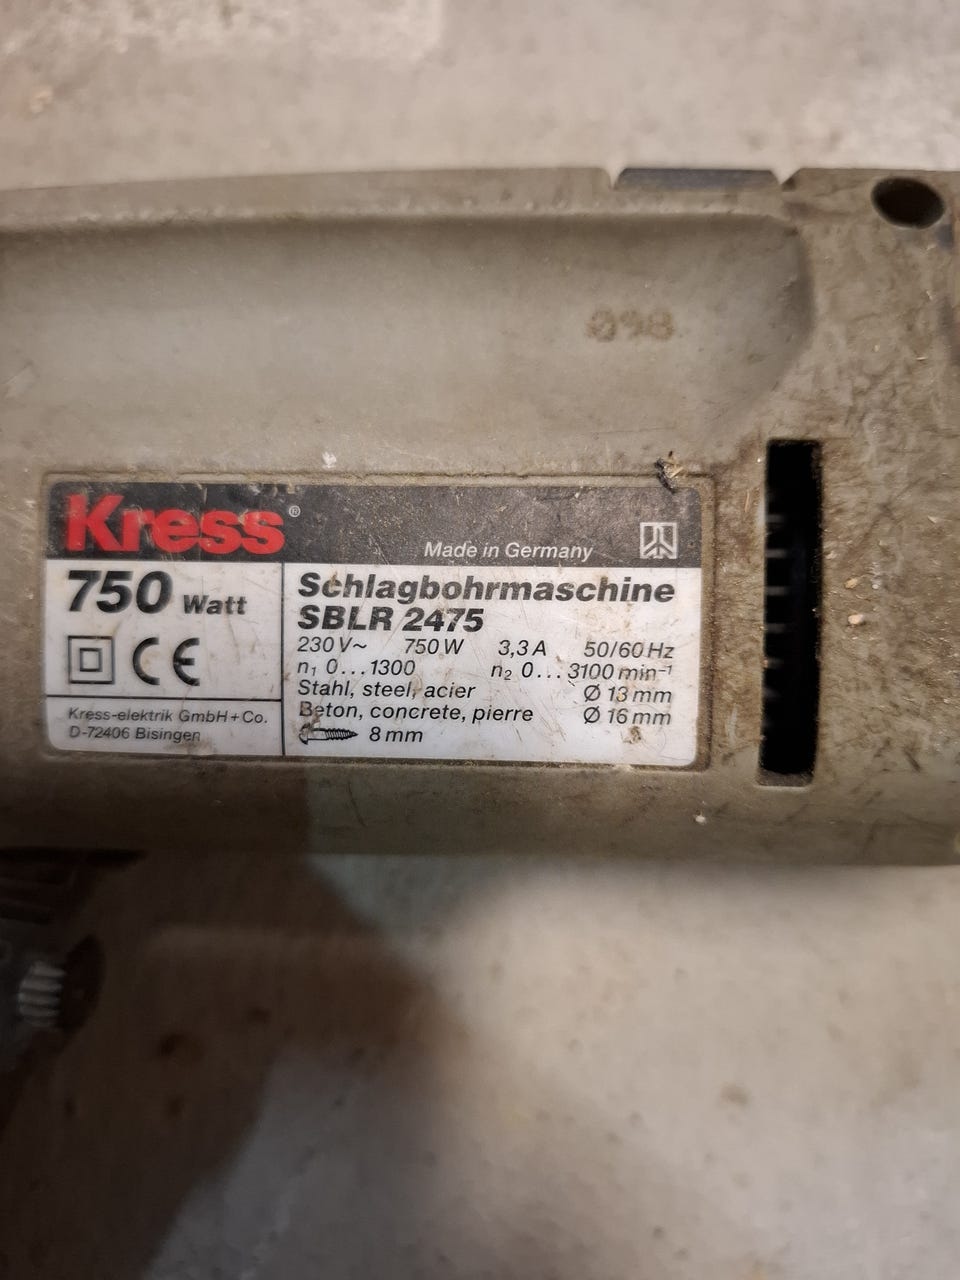 Kress®
Made in Germany
750 Watt
CE
Kress-elektrik GmbH+Co.
D-72406 Bisingen
Schlagbohrmaschine
SBLR 2475
230 V~ 750 W 3,3 A 50/60 Hz
n₁ 0...1300 n₂ 0...3100 min⁻¹
Stahl, steel, acier Ø 13 mm
Beton, concrete, pierre Ø 16 mm
8 mm